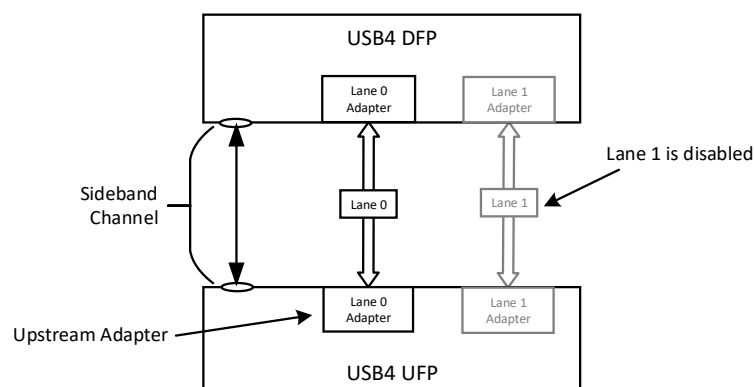 USB4 DFP
Lane 0
Adapter
Lane 1
Adapter
Lane 1 is disabled
Sideband
Channel
Lane 0
Lane 1
Lane 0
Adapter
Lane 1
Adapter
Upstream Adapter
USB4 UFP